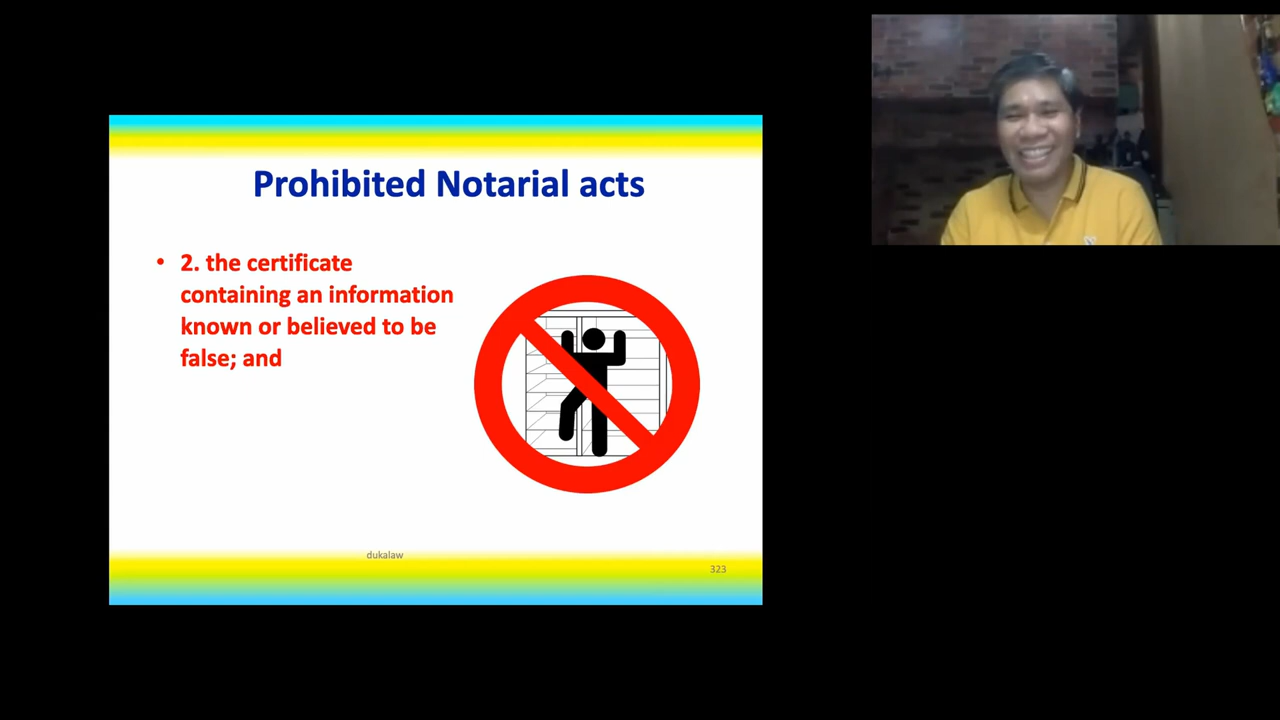 Prohibited Notarial acts
• 2. the certificate
containing an information
known or believed to be
false; and
dukalaw
323